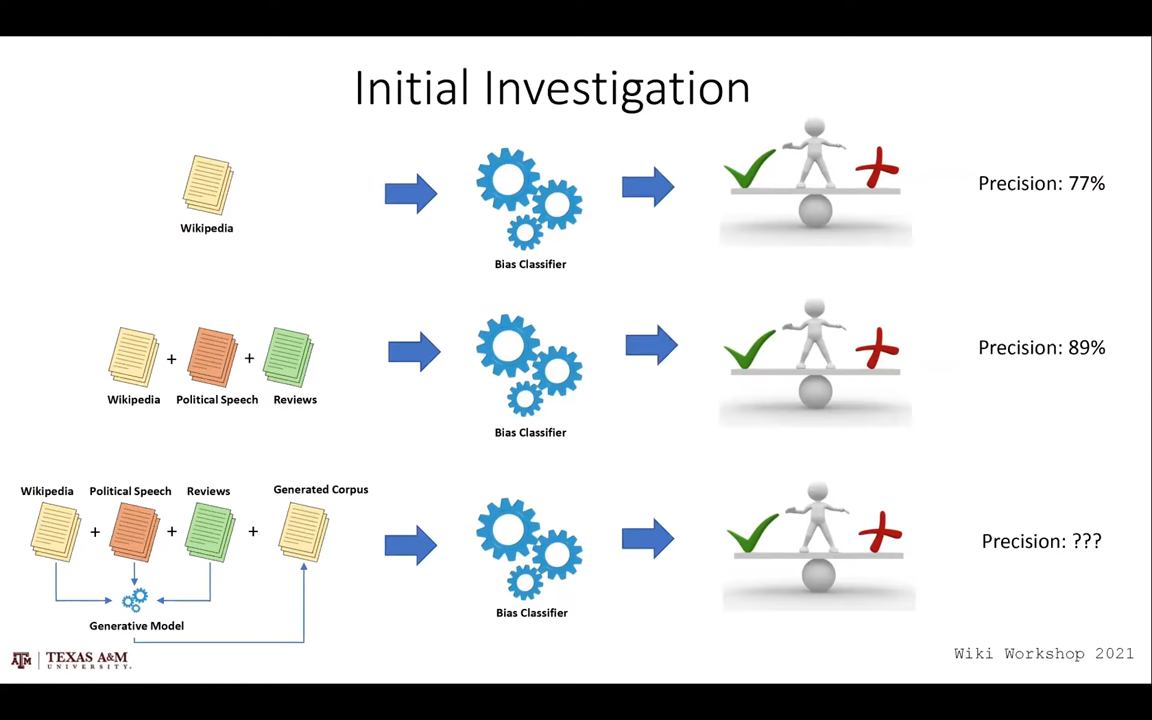 Initial Investigation
Wikipedia
Bias Classifier
Precision: 77%
+ +
Wikipedia Political Speech Reviews
Bias Classifier
Precision: 89%
Wikipedia Political Speech Reviews Generated Corpus
+ + +
Generative Model
Bias Classifier
Precision: ???
ATM TEXAS A&M
UNIVERSITY.
Wiki Workshop 2021